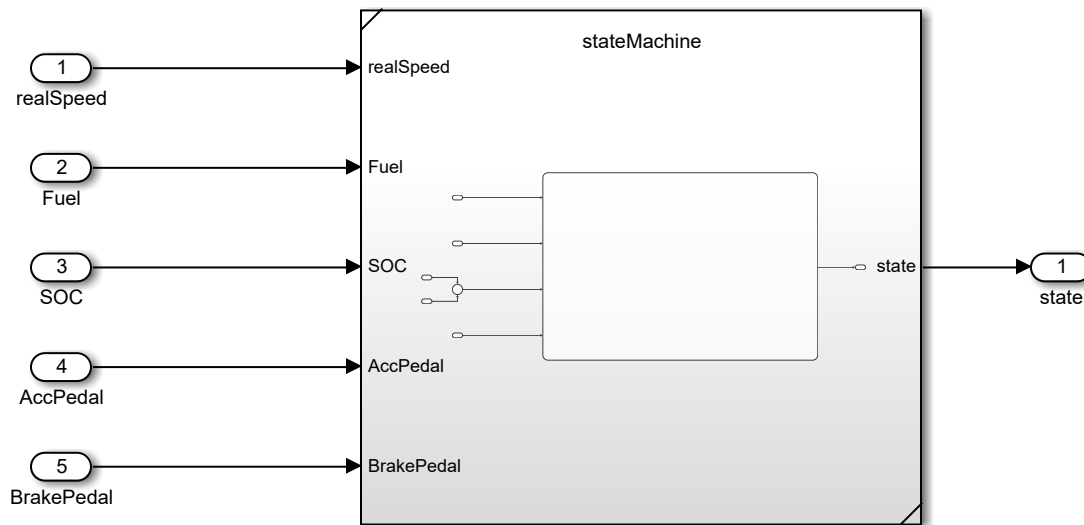 stateMachine
1
realSpeed
realSpeed
2
Fuel
Fuel
3
SOC
SOC
state
1
state
4
AccPedal
AccPedal
5
BrakePedal
BrakePedal